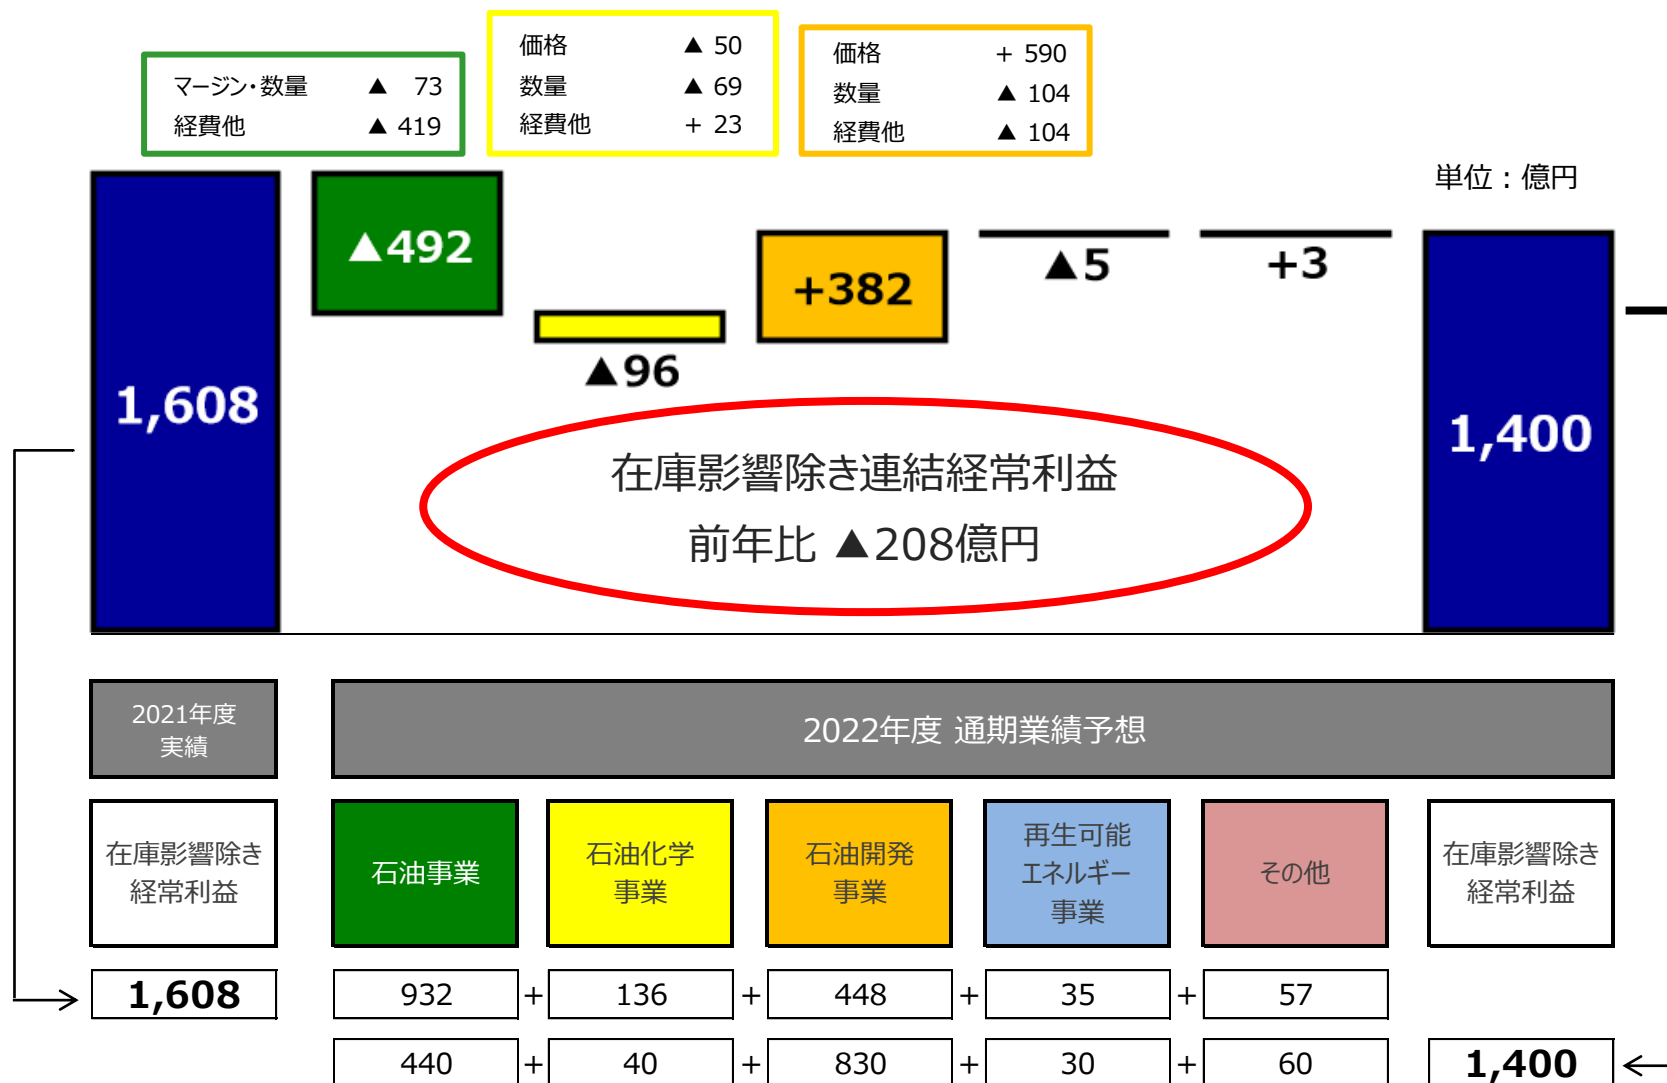 マージン・数量 ▲ 73
経費他 ▲ 419
価格 ▲ 50
数量 ▲ 69
経費他 + 23
価格 + 590
数量 ▲ 104
経費他 ▲ 104
単位：億円
1,608
▲492
▲96
+382
▲5
+3
1,400
在庫影響除き連結経常利益
前年比 ▲208億円
2021年度
実績
2022年度 通期業績予想
在庫影響除き
経常利益
石油事業
石油化学
事業
石油開発
事業
再生可能
エネルギー
事業
その他
在庫影響除き
経常利益
1,608 932 + 136 + 448 + 35 + 57
440 + 40 + 830 + 30 + 60 1,400